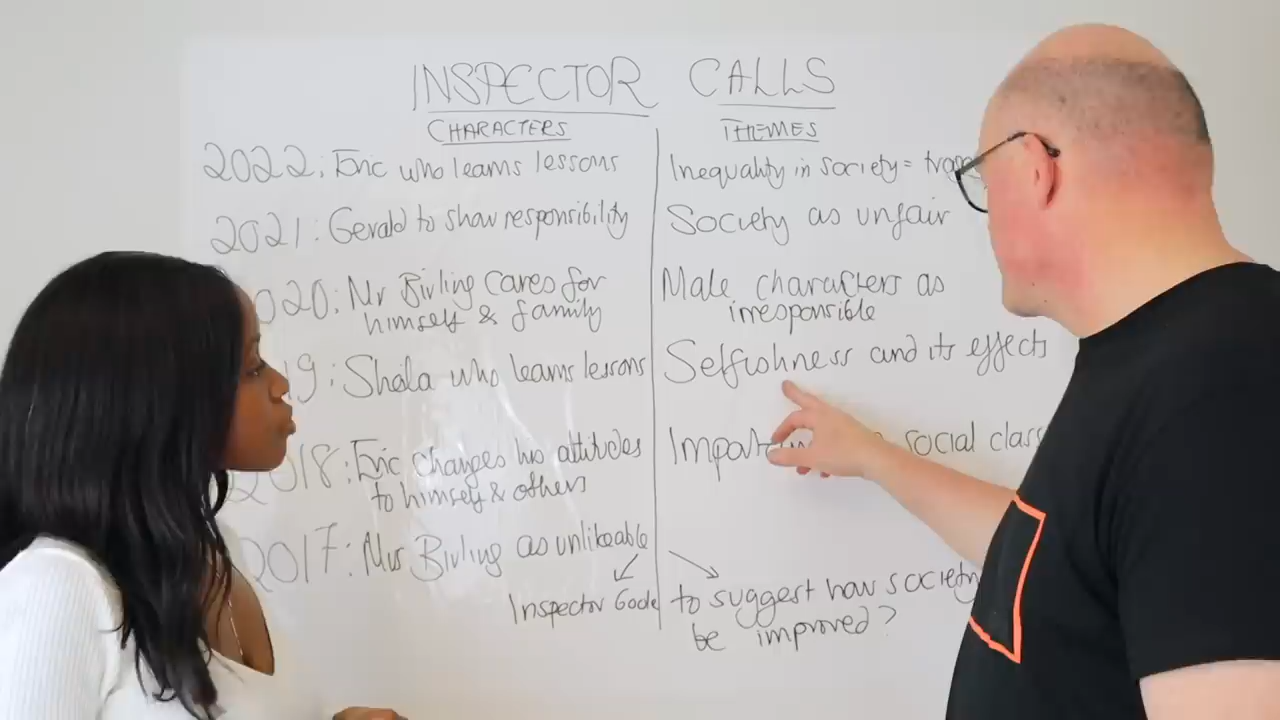 INSPECTOR CALLS
CHARACTERS
THEMES
2022: Eric who learns lessons
Inequality in society =
2021: Gerald to show responsibility
Society as unfair
2020: Mr Birling cares for
himself & family
Male characters as
irresponsible
19: Sheila who learns lessons
Selfishness and its effects
2018: Eric changes his attitudes
to himself & others
social class
2017: Mrs Birling as unlikeable
Inspector Goole
to suggest how society
be improved?